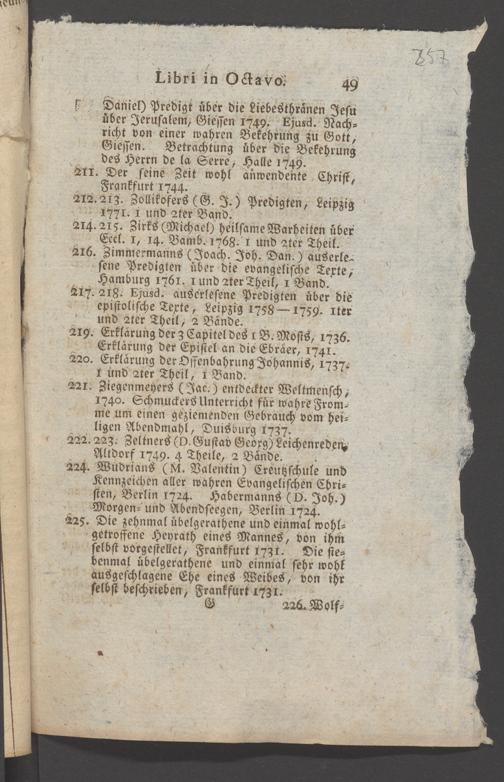 257
Libri in Octavo. 49
Daniel) Predigt über die Liebesthränen Jesu
über Jerusalem, Giessen 1749. Ejusd. Nach-
richt von einer wahren Bekehrung zu Gott,
Giessen. Betrachtung über die Bekehrung
des Herrn de la Serre, Halle 1749.
211. Der seine Zeit wohl anwendente Christ,
Frankfurt 1744.
212.213. Zollikofers (G. J.) Predigten, Leipzig
1771. 1 und 2ter Band.
214.215. Zirks (Michael) heilsame Warheiten über
Eccl. 1, 14. Bamb. 1768. 1 und 2ter Theil.
216. Zimmermanns (Joach. Joh. Dan.) auserle-
sene Predigten über die evangelische Texte,
Hamburg 1761. 1 und 2ter Theil, 1 Band.
217.218. Ejusd. auserlesene Predigten über die
epistolische Texte, Leipzig 1758—1759. 1ter
und 2ter Theil, 2 Bände.
219. Erklärung der 3 Capitel des 1 B. Mosis, 1736.
Erklärung der Epistel an die Ebräer, 1741.
220. Erklärung der Offenbahrung Johannis, 1737.
1 und 2ter Theil, 1 Band.
221. Ziegenmeyers (Jac.) entdeckter Weltmensch,
1740. Schmuckers Unterricht für wahre From-
me um einen geziemenden Gebrauch vom hei-
ligen Abendmahl, Duisburg 1737.
222.223. Zeltners (D. Gustav Georg) Leichenreden,
Altdorf 1749. 4 Theile, 2 Bände.
224. Wudrians (M. Valentin) Creutzschule und
Kennzeichen aller wahren Evangelischen Chri-
sten, Berlin 1724. Habermanns (D. Joh.)
Morgen- und Abendseegen, Berlin 1724.
225. Die zehnmal übelgerathene und einmal wohl-
getroffene Heyrath eines Mannes, von ihm
selbst vorgestellet, Frankfurt 1731. Die sie-
benmal übelgerathene und einmal sehr wohl
ausgeschlagene Ehe eines Weibes, von ihr
selbst beschrieben, Frankfurt 1731.
G 226. Wolf-